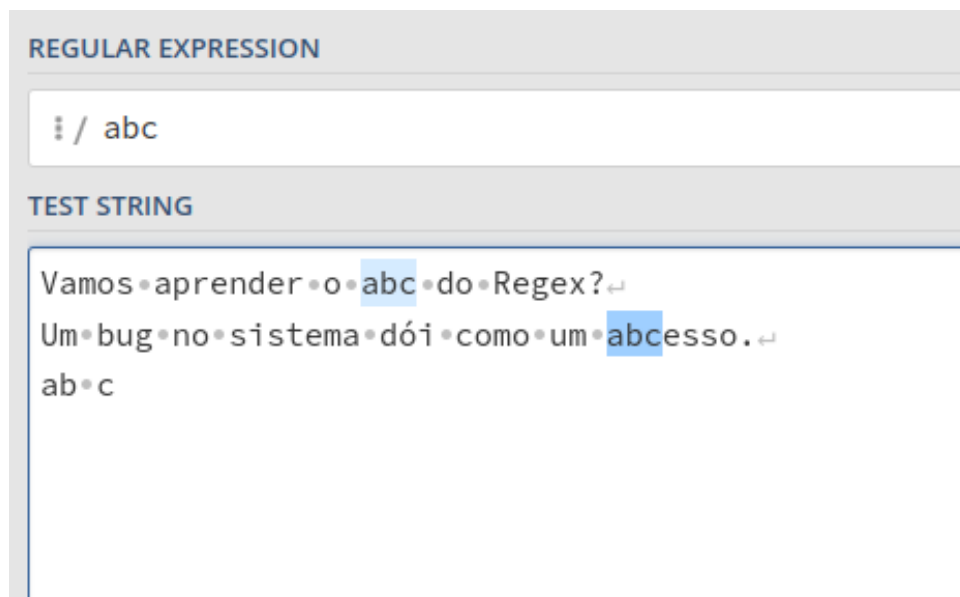 REGULAR EXPRESSION
/ abc
TEST STRING
Vamos·aprender·o·abc·do·Regex?↵
Um·bug·no·sistema·dói·como·um·abcesso.↵
ab·c